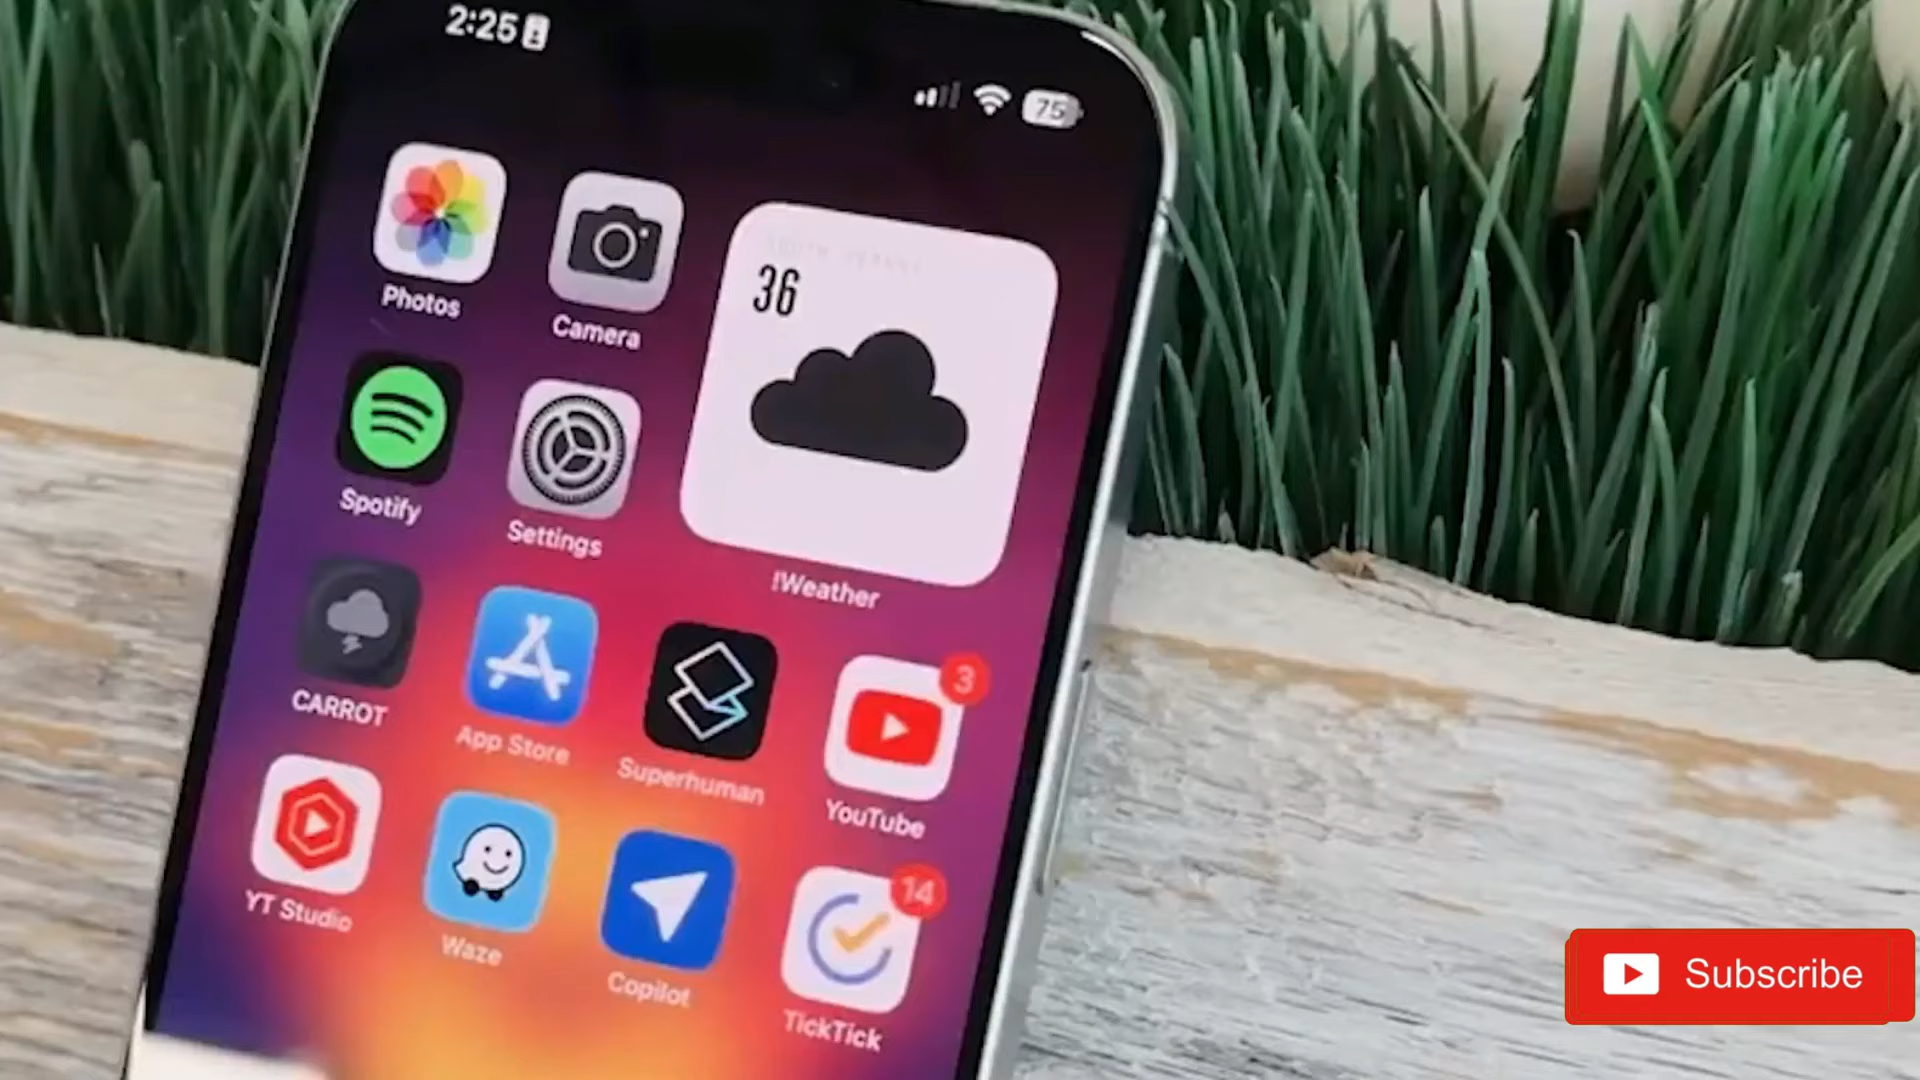 2:25
75
36
Photos
Camera
!Weather
Spotify
Settings
CARROT
App Store
Superhuman
3
YouTube
YT Studio
Waze
Copilot
14
TickTick
Subscribe